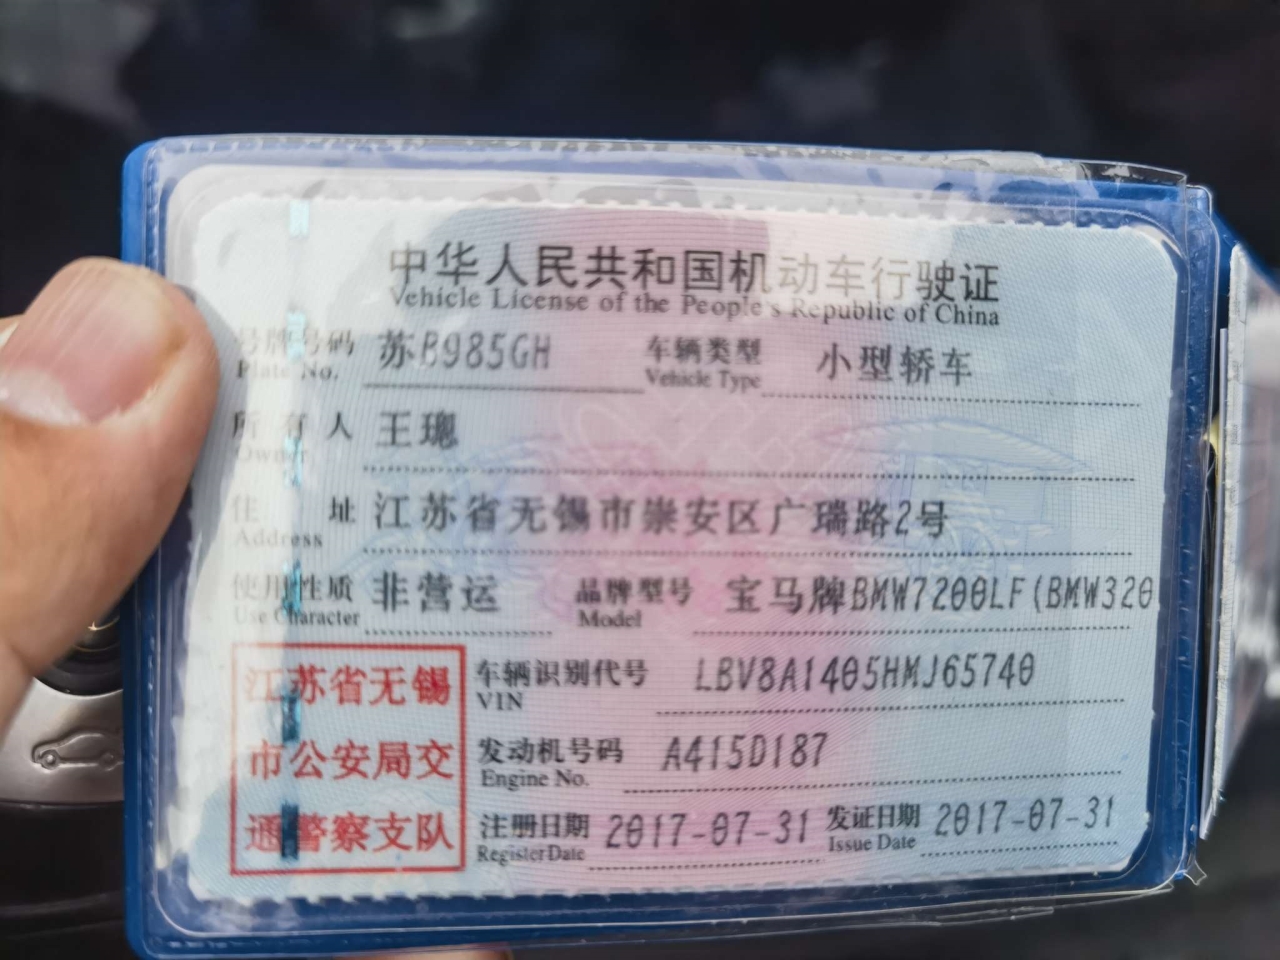 中华人民共和国机动车行驶证
Vehicle License of the People's Republic of China
号牌号码 苏B985GH 车辆类型 小型轿车
Plate No. Vehicle Type
所有人 王璁
Owner
住址 江苏省无锡市崇安区广瑞路2号
Address
使用性质 非营运 品牌型号 宝马牌BMW7200LF(BMW320
Use Character Model
江苏省无锡
市公安局交
通警察支队
车辆识别代号 LBV8A1405HMJ65740
VIN
发动机号码 A415D187
Engine No.
注册日期 2017-07-31 发证日期 2017-07-31
Register Date Issue Date